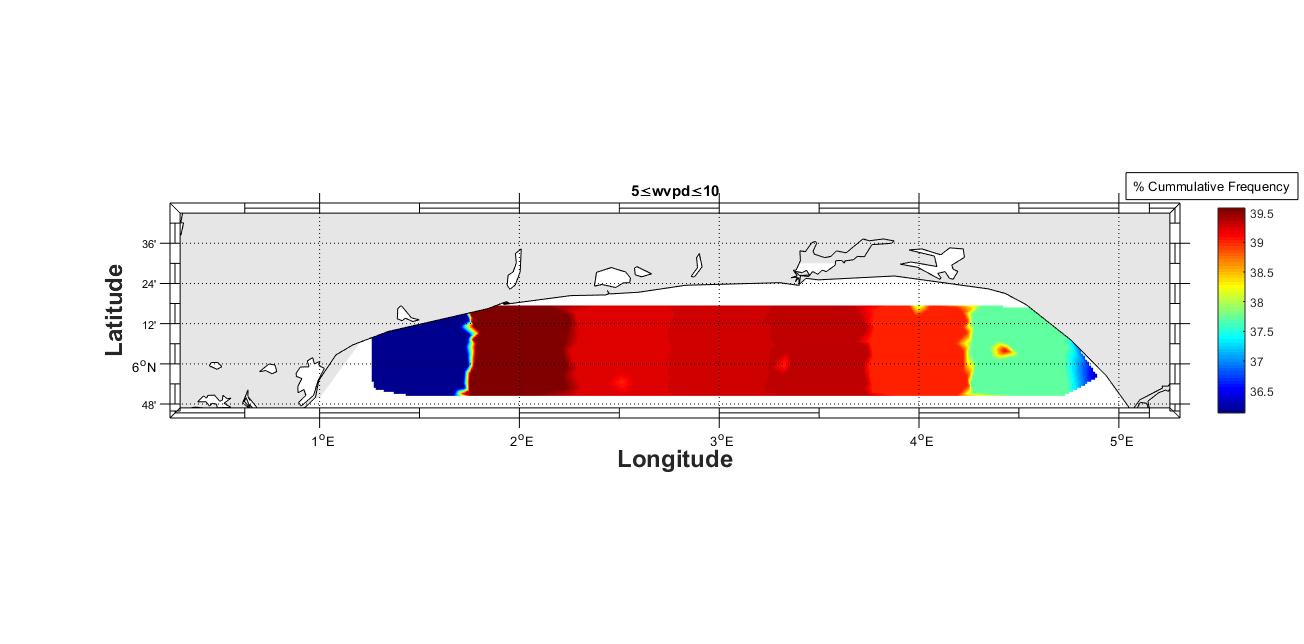 5≤wvpd≤10
% Cummulative Frequency
39.5
39
38.5
38
37.5
37
36.5
36'
24'
12'
6°N
48'
Latitude
1°E
2°E
3°E
4°E
5°E
Longitude